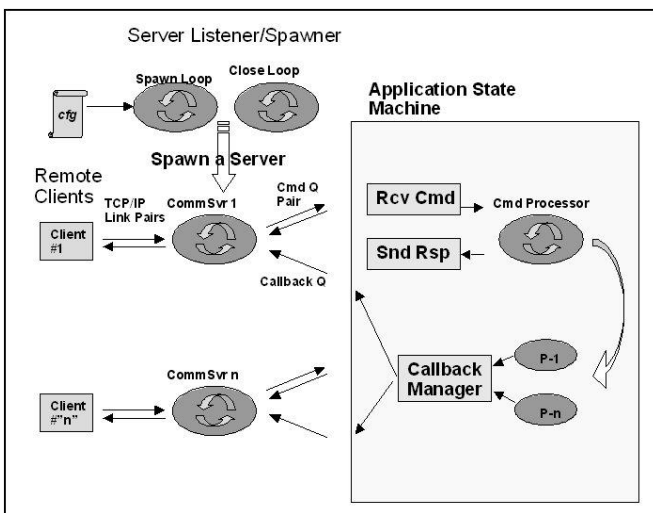 Server Listener/Spawner
Spawn Loop
Close Loop
cfg
Application State
Machine
Spawn a Server
Remote
Clients
TCP/IP
Link Pairs
CommSvr 1
Cmd Q
Pair
Client
#1
Callback Q
Rcv Cmd
Cmd Processor
Snd Rsp
CommSvr n
Client
#"n"
Callback
Manager
P-1
P-n